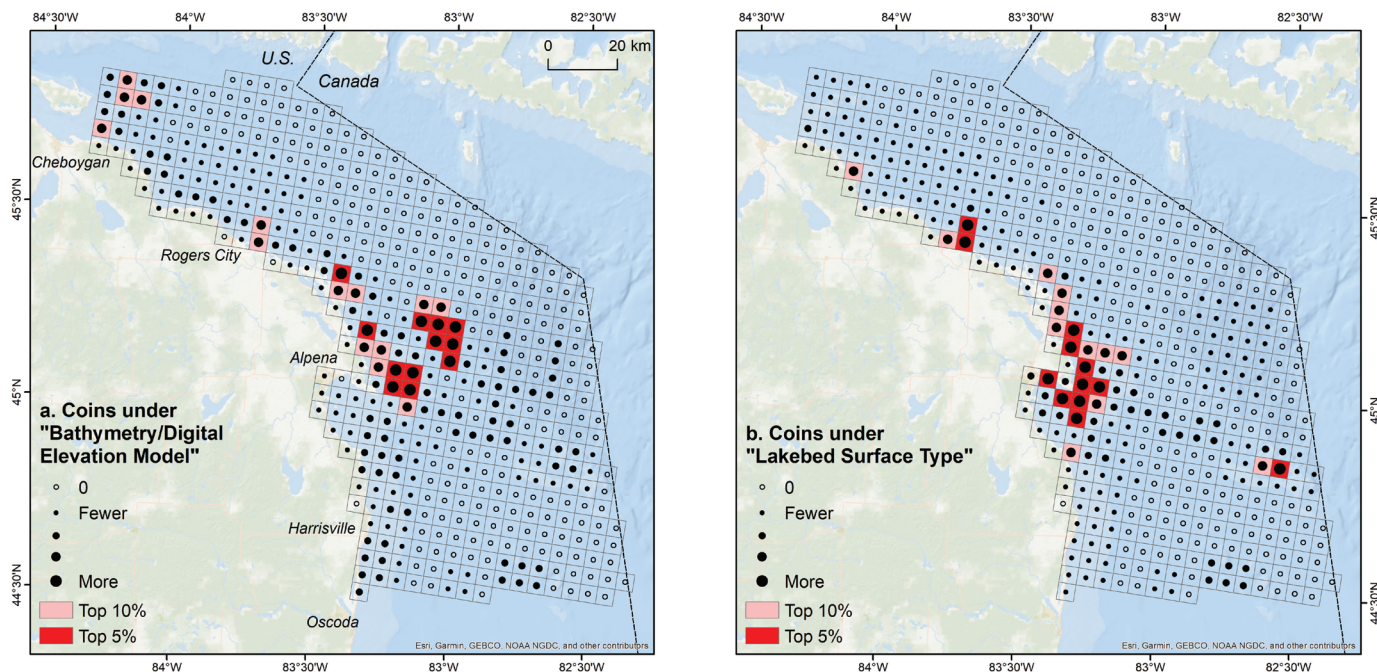 84°30'W
84°W
83°30'W
83°W
82°30'W
84°30'W
84°W
83°30'W
83°W
82°30'W
U.S.
Canada
0 20 km
Cheboygan
45°30'N
45°30'N
Rogers City
Alpena
45°N
45°N
a. Coins under
"Bathymetry/Digital
Elevation Model"
0
Fewer
More
Top 10%
Top 5%
Harrisville
44°30'N
Oscoda
Esri, Garmin, GEBCO, NOAA NGDC, and other contributors
b. Coins under
"Lakebed Surface Type"
0
Fewer
More
Top 10%
Top 5%
44°30'N
Esri, Garmin, GEBCO, NOAA NGDC, and other contributors
84°W
83°30'W
83°W
82°30'W
84°W
83°30'W
83°W
82°30'W